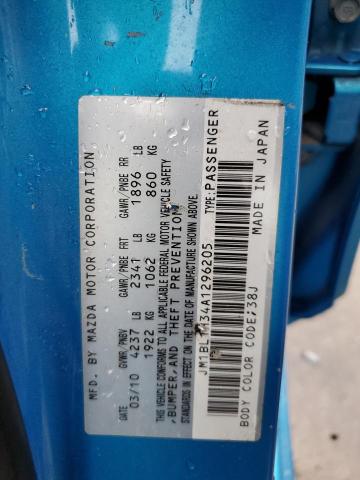 MFD. BY MAZDA MOTOR CORPORATION
DATE GVWR/PNBV GAWR/PNBE FRT GAWR/PNBE RR
03/10 4237 LB 2341 LB 1896 LB
1922 KG 1062 KG 860 KG
THIS VEHICLE CONFORMS TO ALL APPLICABLE FEDERAL MOTOR VEHICLE SAFETY
,BUMPER,AND THEFT PREVENTION
STANDARDS IN EFFECT ON THE DATE OF MANUFACTURE SHOWN ABOVE.
TYPE:PASSENGER
BODY COLOR CODE;38J MADE IN JAPAN